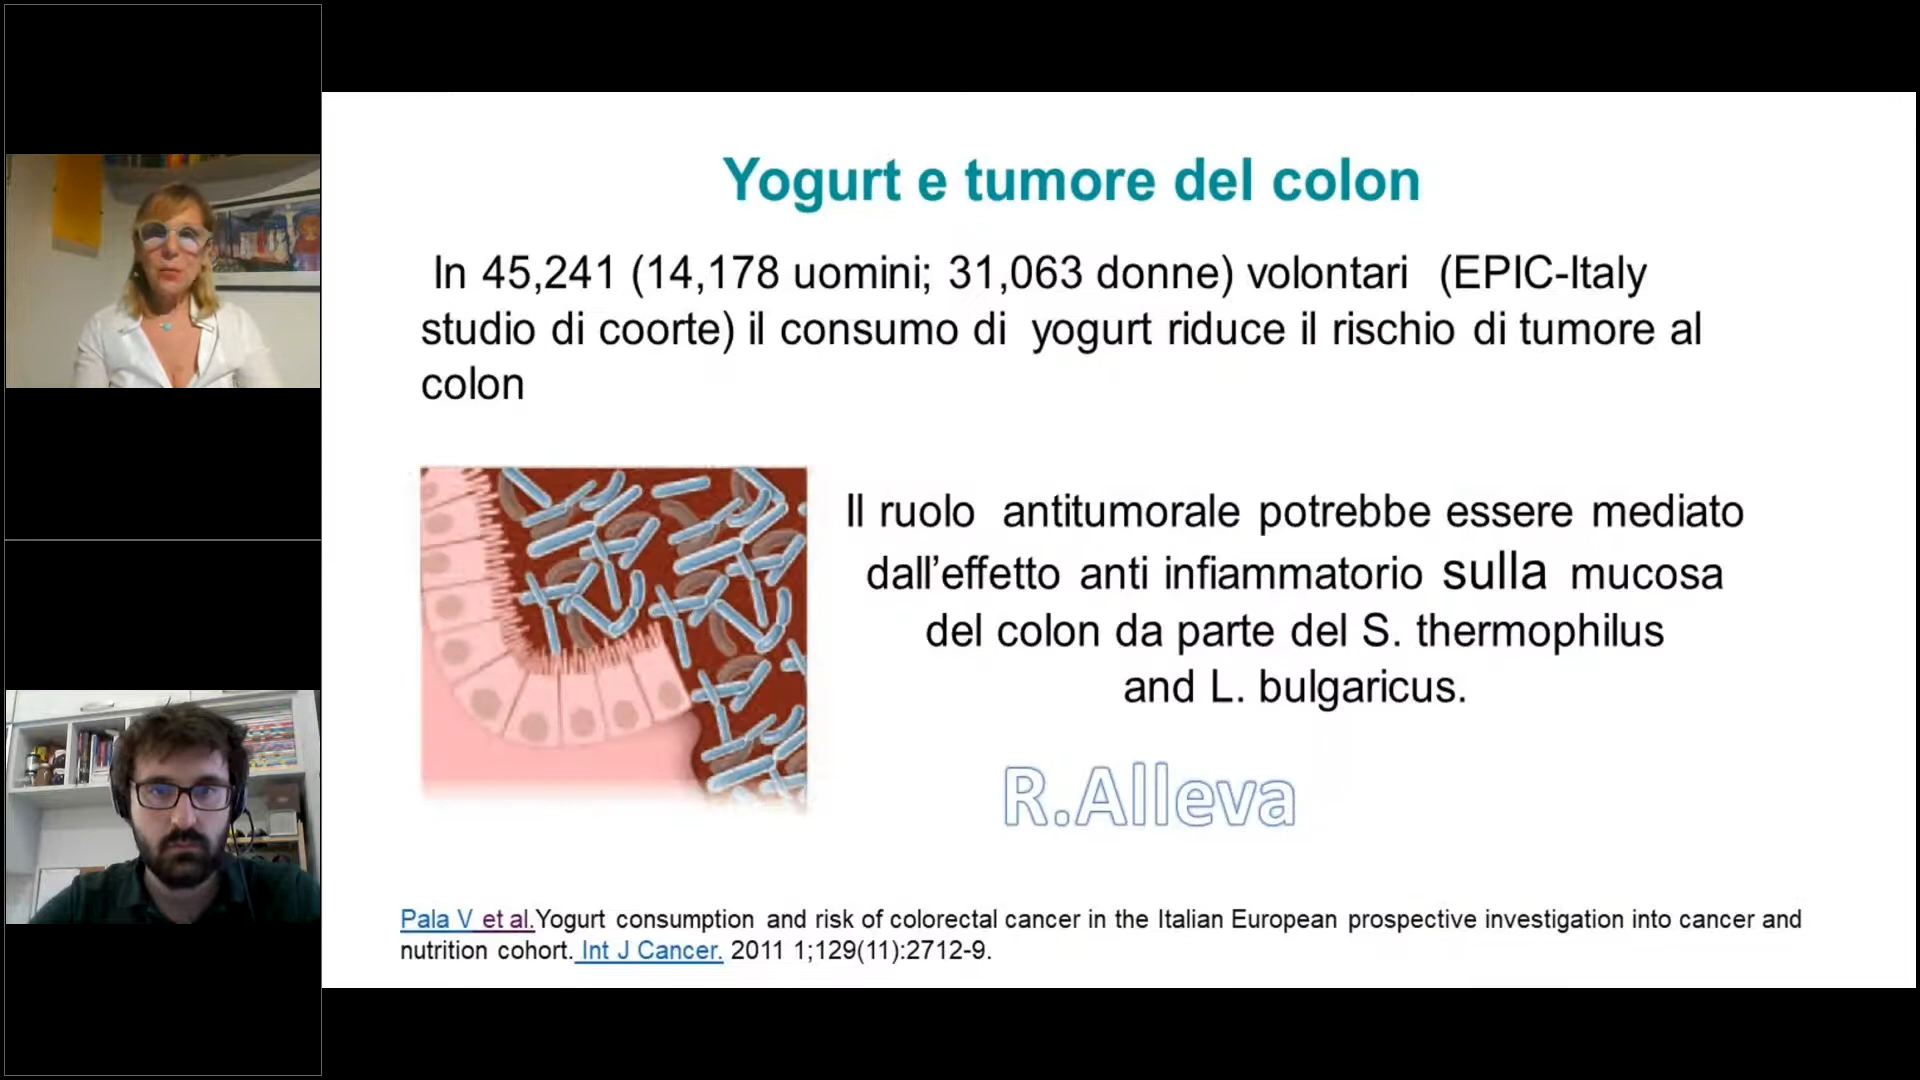 Yogurt e tumore del colon
In 45,241 (14,178 uomini; 31,063 donne) volontari (EPIC-Italy
studio di coorte) il consumo di yogurt riduce il rischio di tumore al
colon
Il ruolo antitumorale potrebbe essere mediato
dall’effetto anti infiammatorio sulla mucosa
del colon da parte del S. thermophilus
and L. bulgaricus.
R.Alleva
Pala V et al.Yogurt consumption and risk of colorectal cancer in the Italian European prospective investigation into cancer and
nutrition cohort. Int J Cancer. 2011 1;129(11):2712-9.